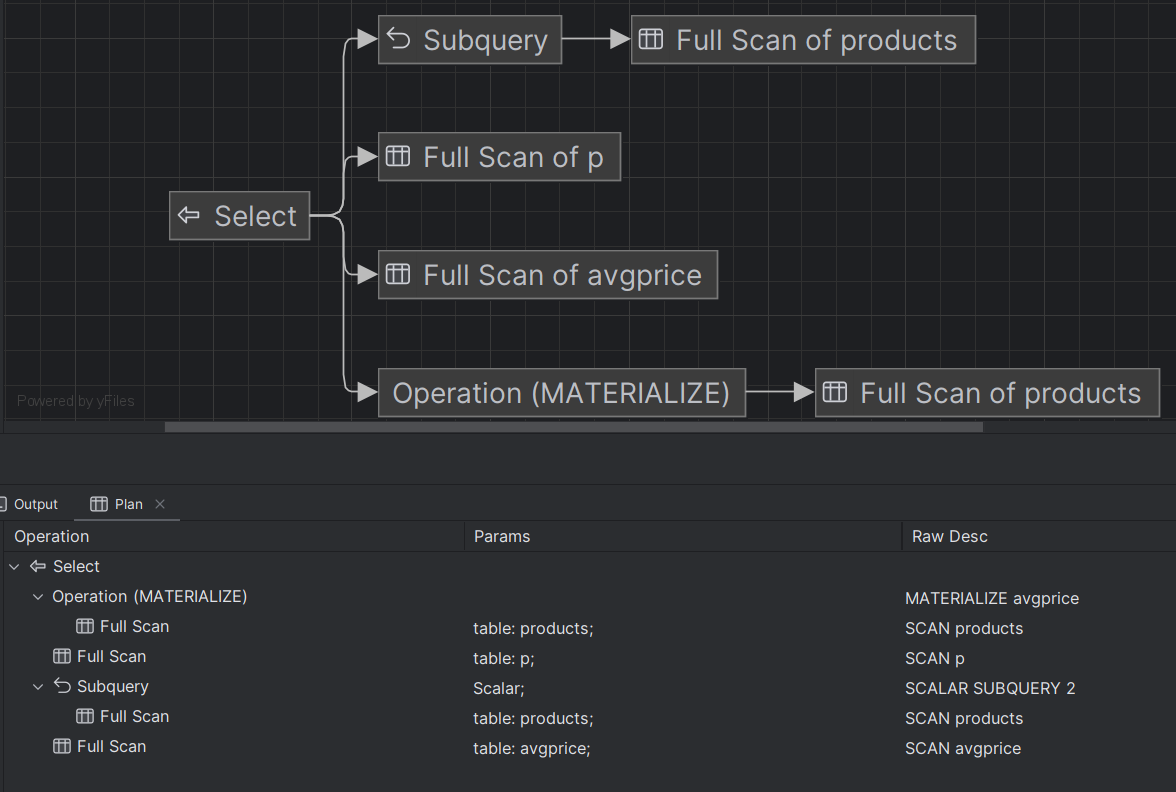 Subquery
Full Scan of products
Full Scan of p
Select
Full Scan of avgprice
Operation (MATERIALIZE)
Full Scan of products
Powered by yFiles
Output
Plan
Operation Params Raw Desc
Select
Operation (MATERIALIZE) MATERIALIZE avgprice
Full Scan table: products; SCAN products
Full Scan table: p; SCAN p
Subquery Scalar; SCALAR SUBQUERY 2
Full Scan table: products; SCAN products
Full Scan table: avgprice; SCAN avgprice